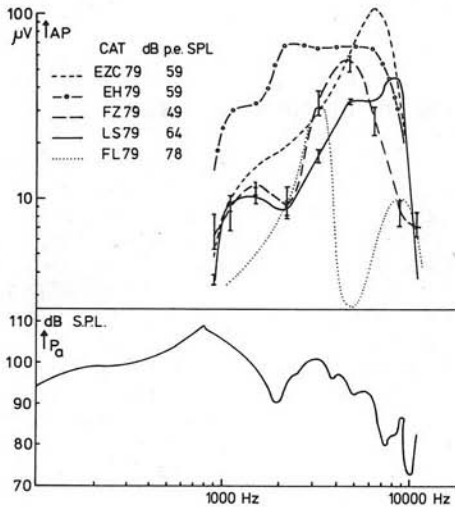 100
µV ↑AP
CAT dB p.e. SPL
EZC 79 59
EH 79 59
FZ 79 49
LS 79 64
FL 79 78
10
110 dB S.P.L.
↑Pa
100
90
80
70
1000 Hz 10000 Hz